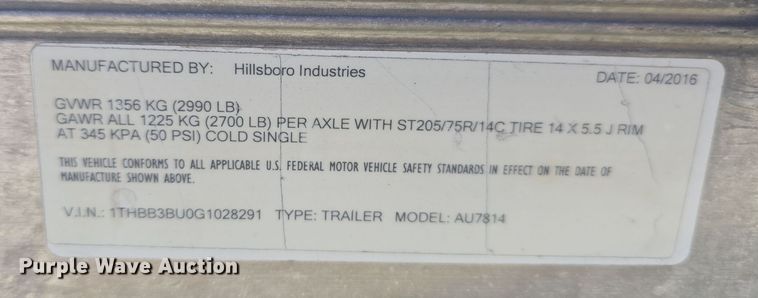 MANUFACTURED BY: Hillsboro Industries DATE: 04/2016
GVWR 1356 KG (2990 LB)
GAWR ALL 1225 KG (2700 LB) PER AXLE WITH ST205/75R/14C TIRE 14 X 5.5 J RIM
AT 345 KPA (50 PSI) COLD SINGLE
THIS VEHICLE CONFORMS TO ALL APPLICABLE U.S. FEDERAL MOTOR VEHICLE SAFETY STANDARDS IN EFFECT ON THE DATE OF
MANUFACTURE SHOWN ABOVE.
V.I.N.: 1THBB3BU0G1028291 TYPE: TRAILER MODEL: AU7814
Purple Wave Auction